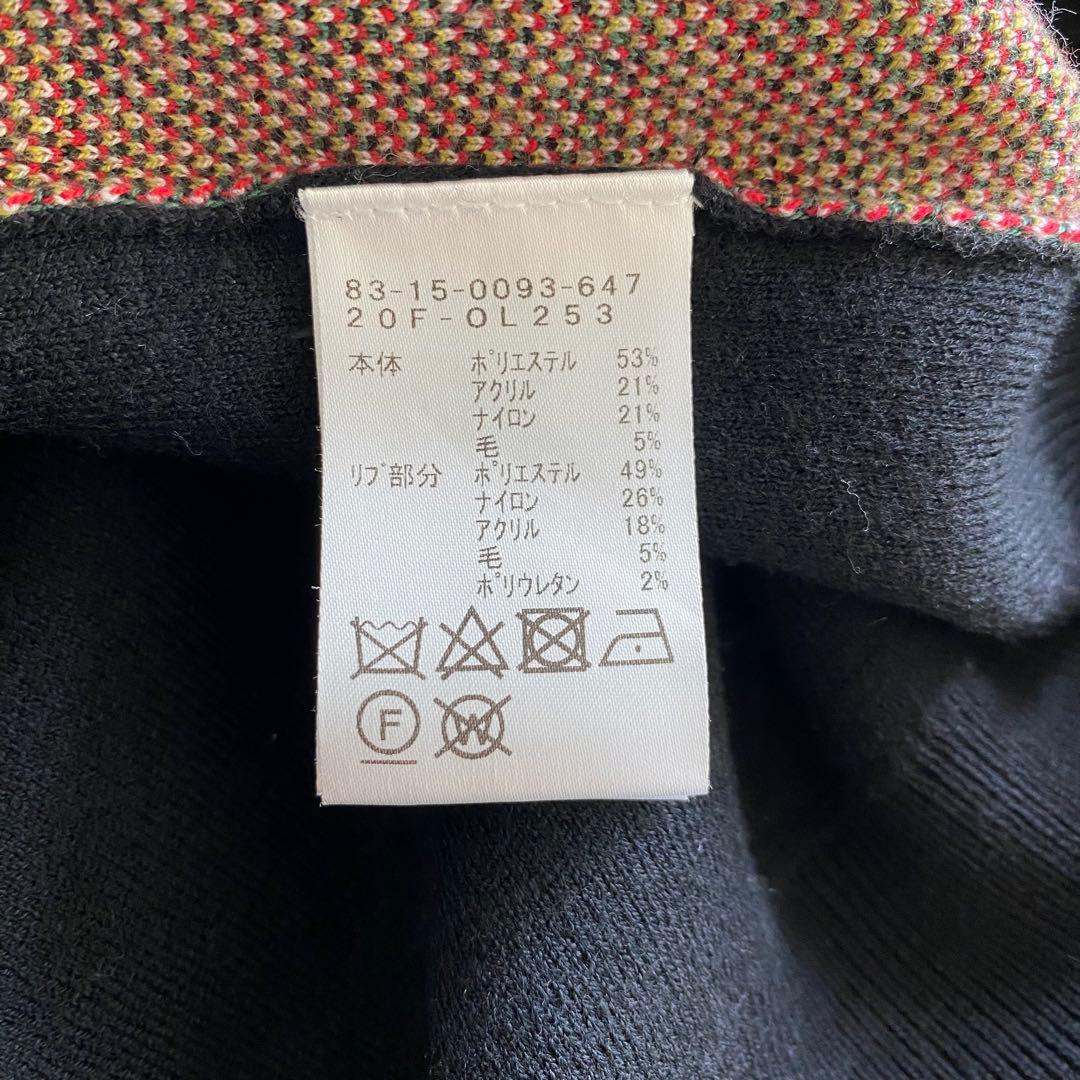 83-15-0093-647
20F-OL253
本体 ポリエステル 53%
アクリル 21%
ナイロン 21%
毛 5%
リブ部分 ポリエステル 49%
ナイロン 26%
アクリル 18%
毛 5%
ポリウレタン 2%
F W